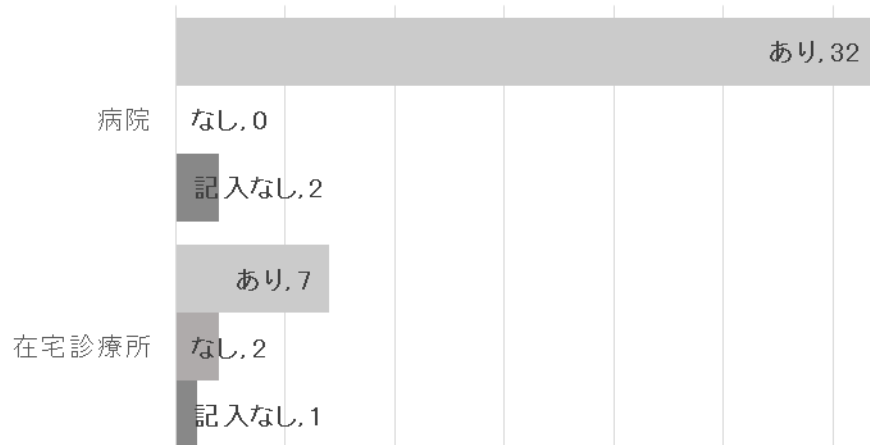 あり, 32
病院
なし, 0
記入なし, 2
あり, 7
在宅診療所
なし, 2
記入なし, 1